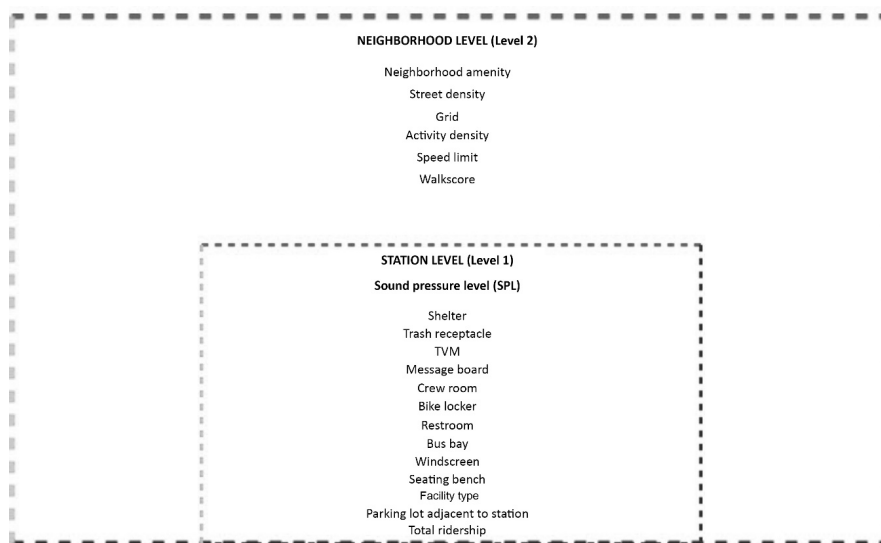 NEIGHBORHOOD LEVEL (Level 2)
Neighborhood amenity
Street density
Grid
Activity density
Speed limit
Walkscore
STATION LEVEL (Level 1)
Sound pressure level (SPL)
Shelter
Trash receptacle
TVM
Message board
Crew room
Bike locker
Restroom
Bus bay
Windscreen
Seating bench
Facility type
Parking lot adjacent to station
Total ridership